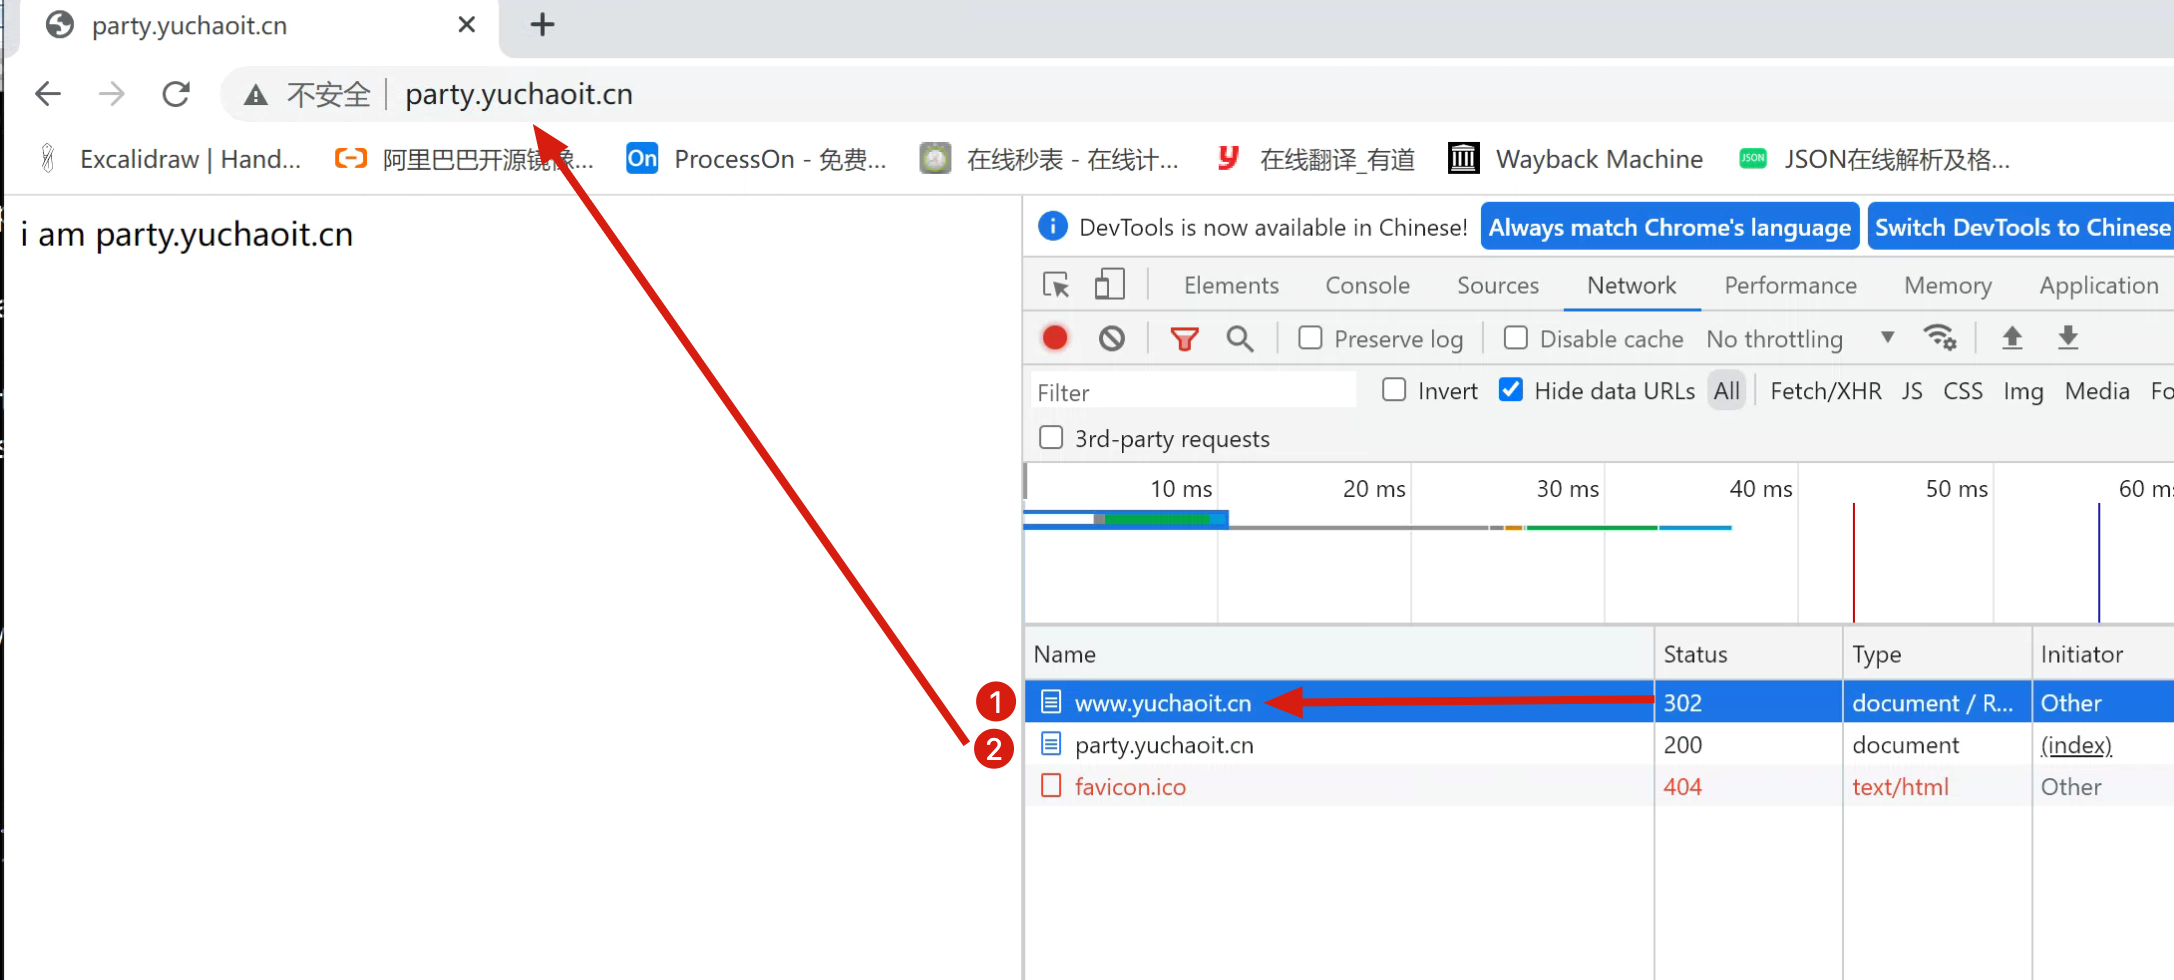 party.yuchaoit.cn
不安全 party.yuchaoit.cn
Excalidraw | Hand... 阿里巴巴开源镜像... On ProcessOn - 免费... 在线秒表 - 在线计... y 在线翻译_有道 Wayback Machine JSON JSON在线解析及格...
i am party.yuchaoit.cn
DevTools is now available in Chinese! Always match Chrome's language Switch DevTools to Chinese
Elements Console Sources Network Performance Memory Application
Preserve log Disable cache No throttling
Filter Invert Hide data URLs All Fetch/XHR JS CSS Img Media Fo
3rd-party requests
10 ms 20 ms 30 ms 40 ms 50 ms 60 ms
Name Status Type Initiator
1 www.yuchaoit.cn 302 document / R... Other
2 party.yuchaoit.cn 200 document (index)
favicon.ico 404 text/html Other